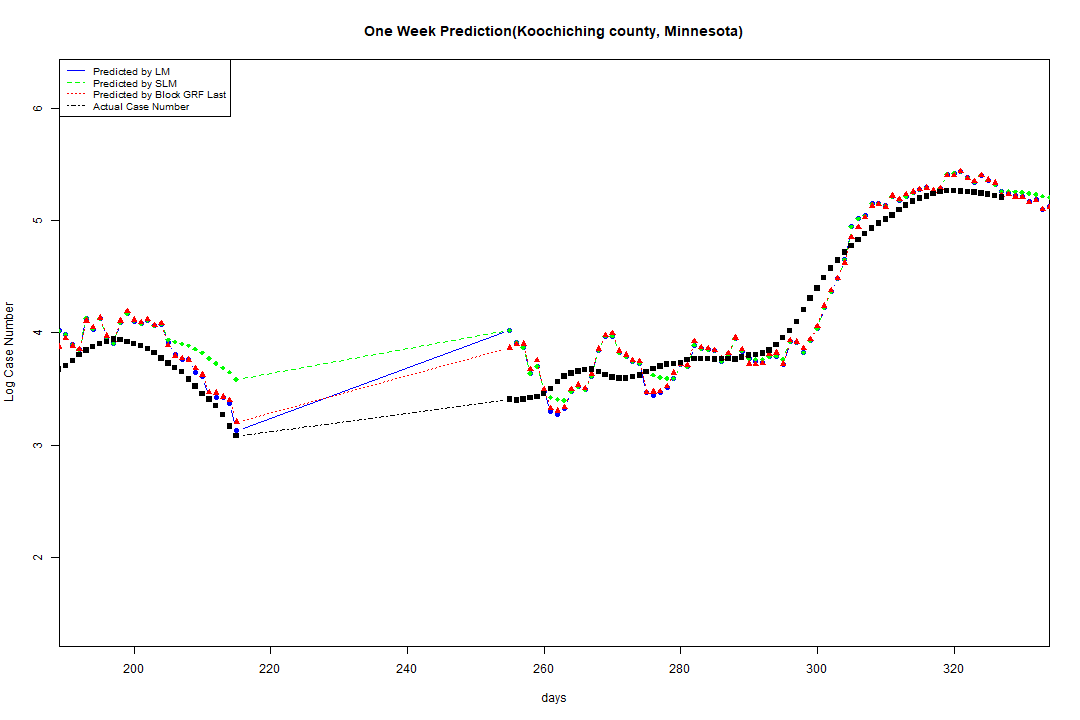 One Week Prediction(Koochiching county, Minnesota)
Predicted by LM
Predicted by SLM
Predicted by Block GRF Last
Actual Case Number
6
5
4
3
2
Log Case Number
200 220 240 260 280 300 320
days